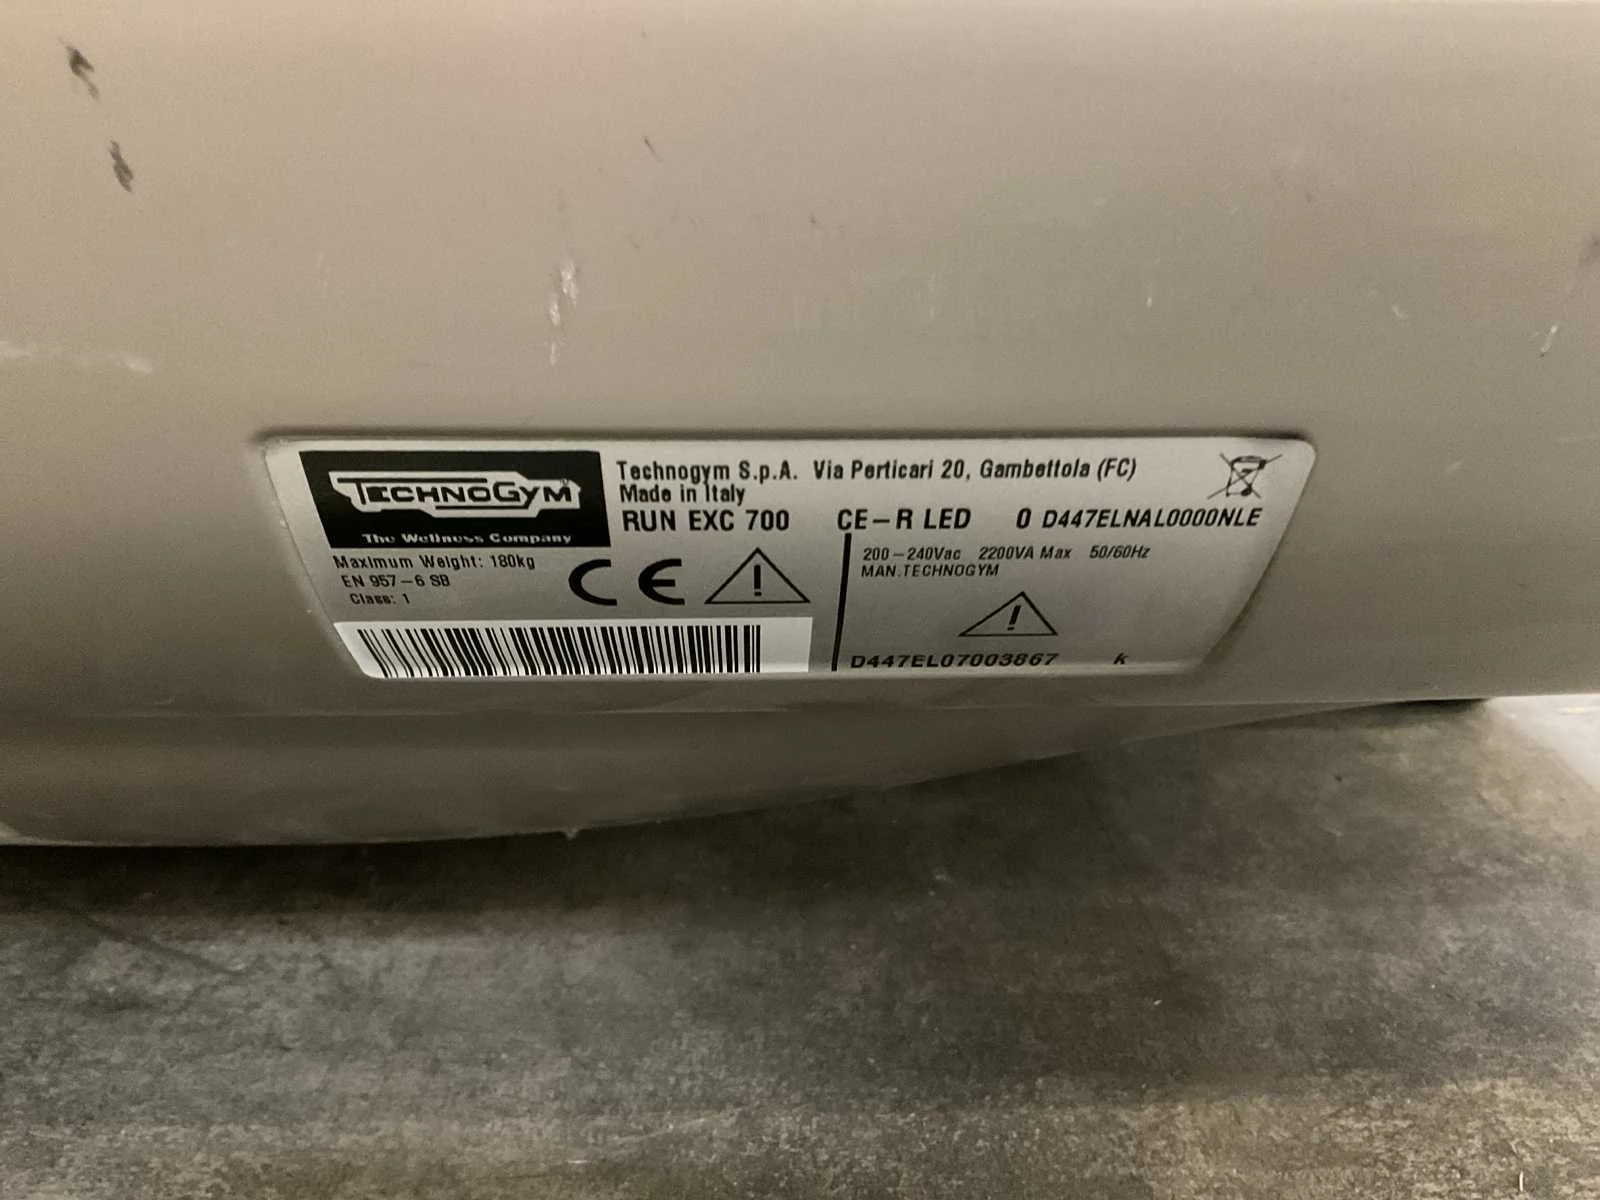 TECHNOGYM
The Wellness Company
Technogym S.p.A. Via Perticari 20, Gambettola (FC)
Made in Italy
RUN EXC 700 CE-R LED 0 D447ELNAL0000NLE
Maximum Weight: 180kg
EN 957-6 SB
Class: 1
CE
200-240Vac 2200VA Max 50/60Hz
MAN.TECHNOGYM
D447EL07003867 k